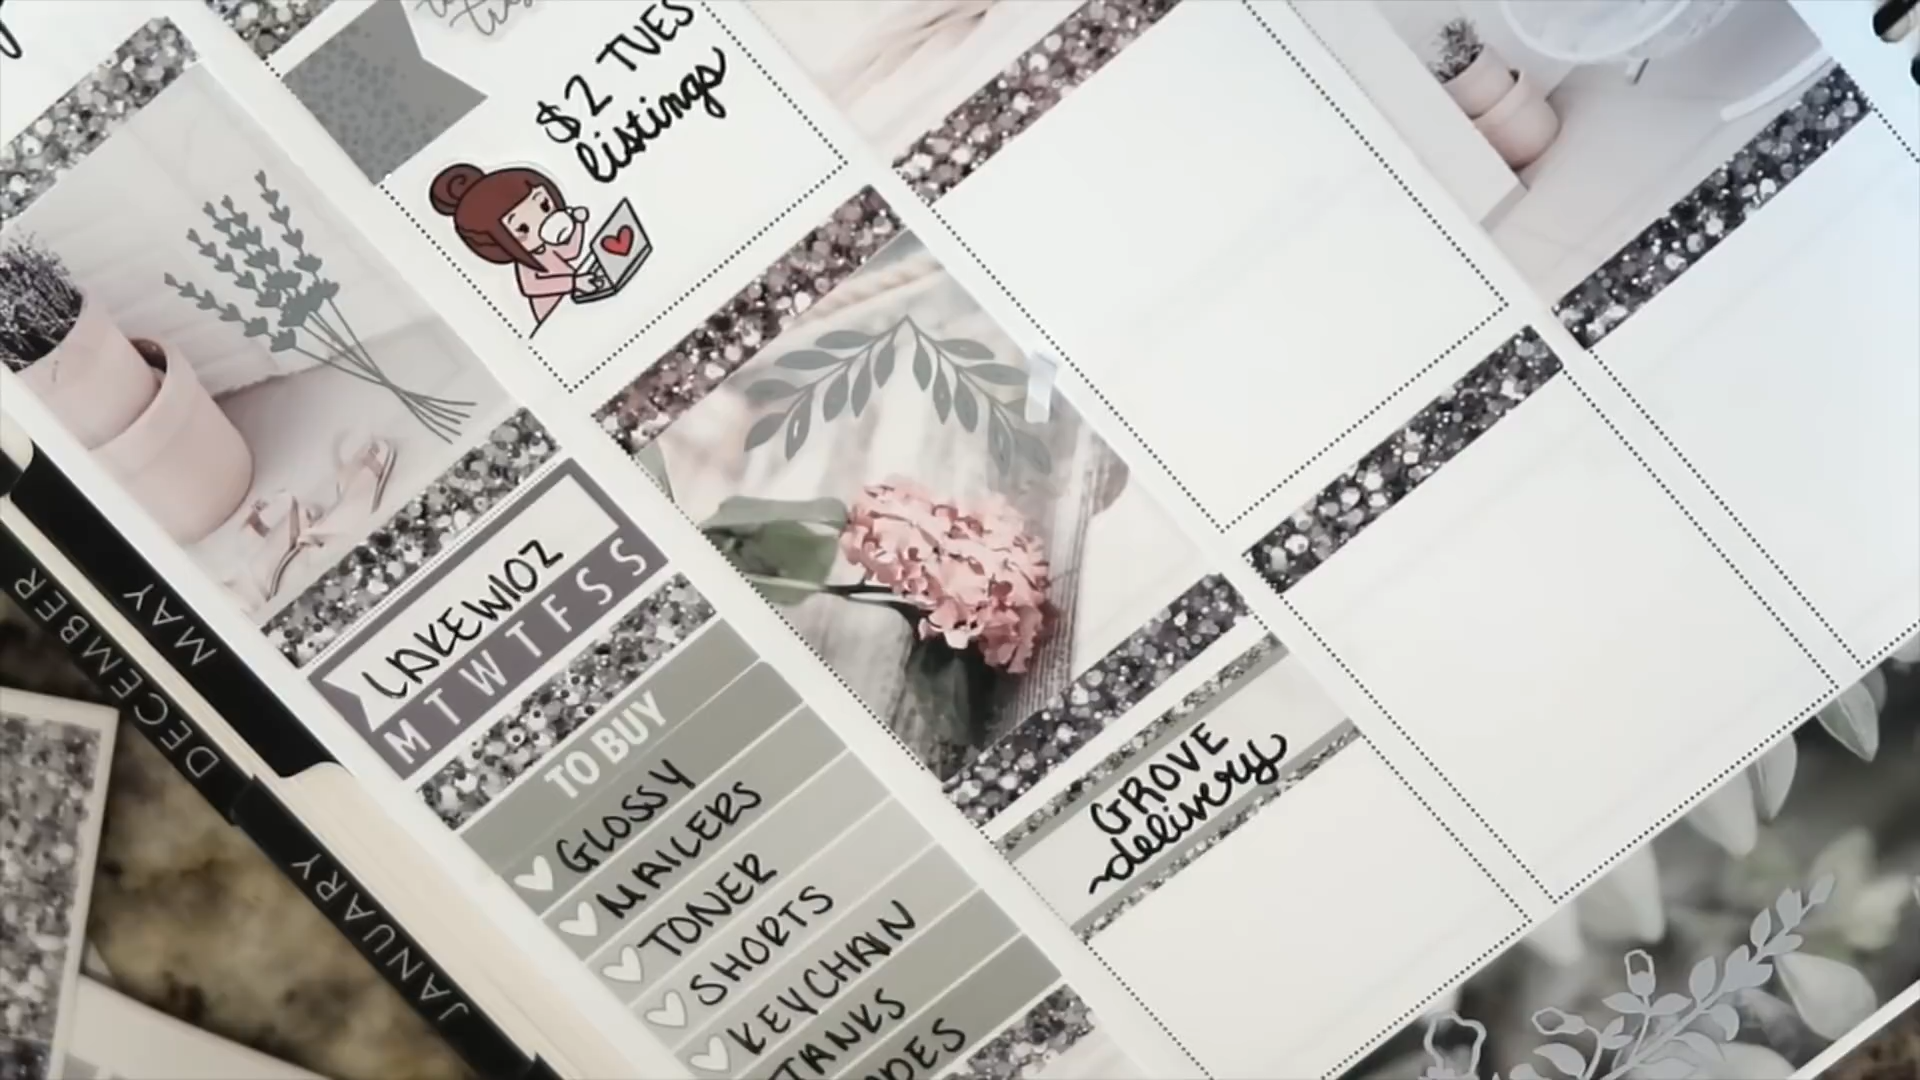 $2 TUES
listings
LAKEWIOZ
M T W T F S S
TO BUY
GLOSSY
MAILERS
TONER
SHORTS
KEYCHAIN
TANKS
GROVE
delivery
DECEMBER
MAY
JANUARY